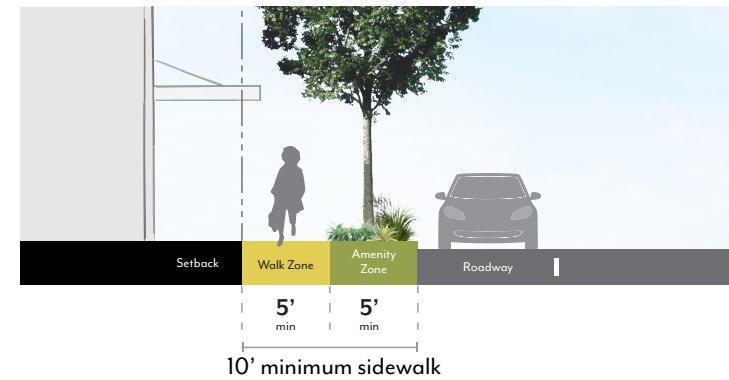 Setback
Walk Zone
Amenity
Zone
Roadway
5’
min
5’
min
10’ minimum sidewalk